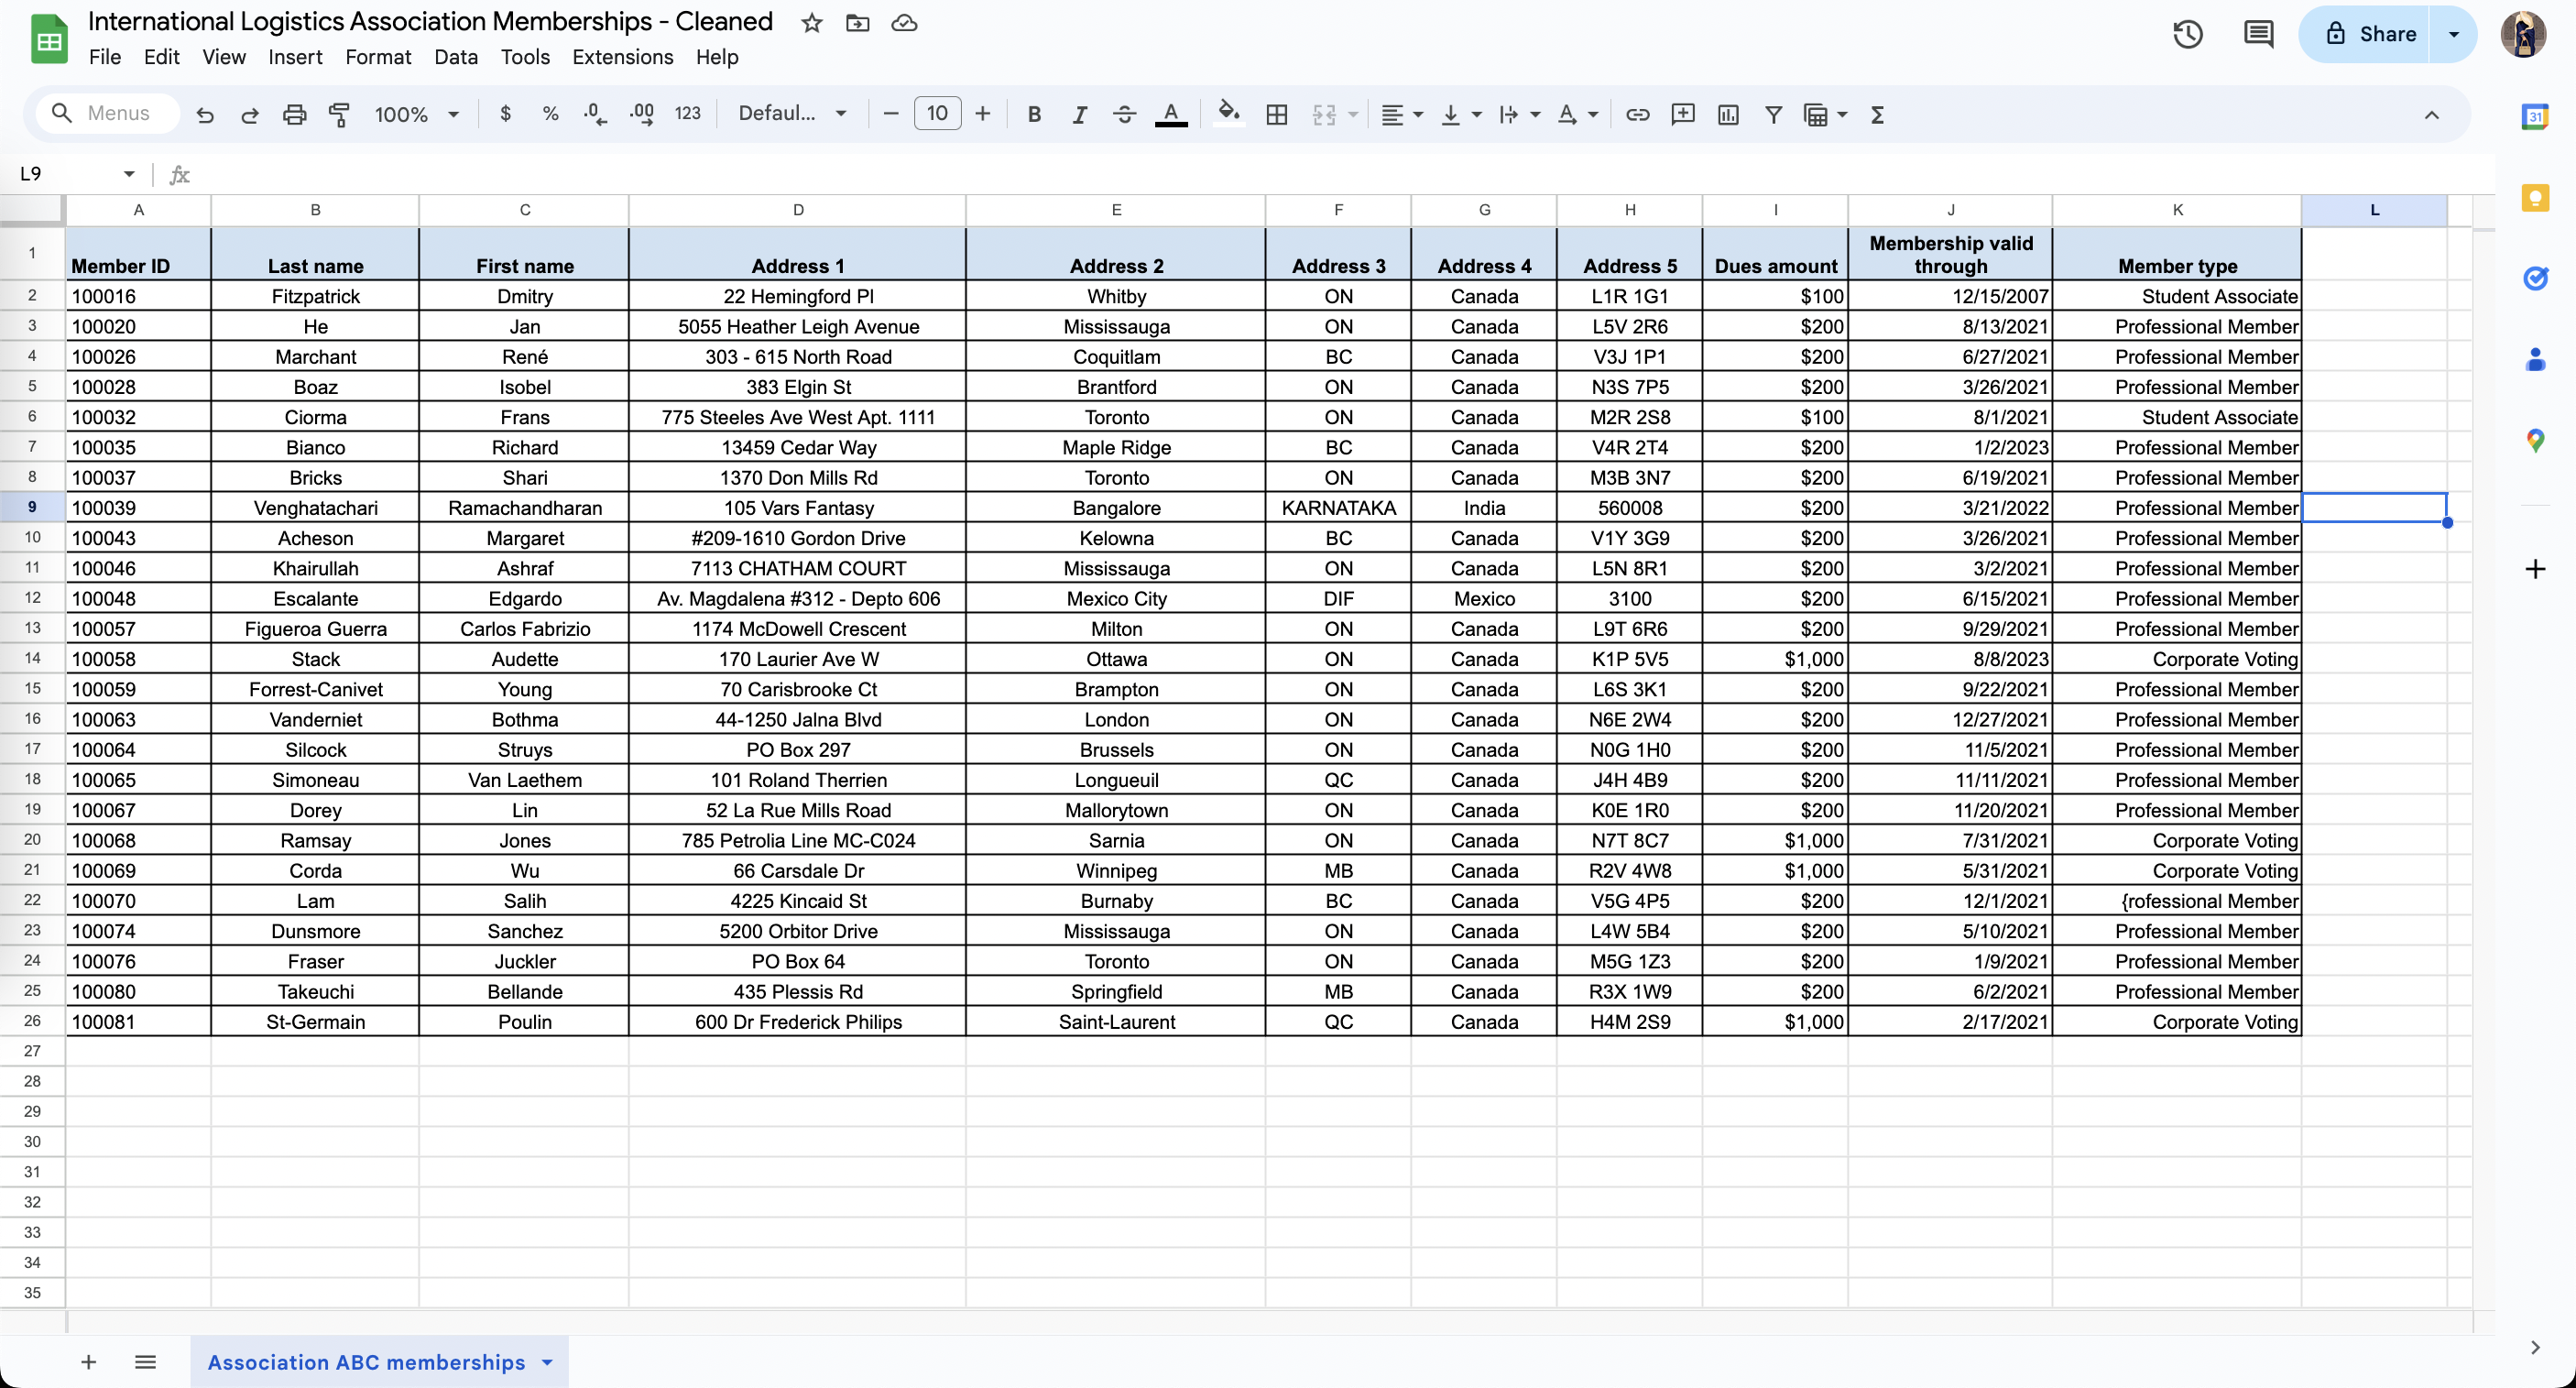 International Logistics Association Memberships - Cleaned
File Edit View Insert Format Data Tools Extensions Help
Share
Menus 100% $ % .0 .00 123 Defaul... 10 B I A Σ
31
L9 fx
A B C D E F G H I J K L
1 Member ID Last name First name Address 1 Address 2 Address 3 Address 4 Address 5 Dues amount Membership valid through Member type
2 100016 Fitzpatrick Dmitry 22 Hemingford Pl Whitby ON Canada L1R 1G1 $100 12/15/2007 Student Associate
3 100020 He Jan 5055 Heather Leigh Avenue Mississauga ON Canada L5V 2R6 $200 8/13/2021 Professional Member
4 100026 Marchant René 303 - 615 North Road Coquitlam BC Canada V3J 1P1 $200 6/27/2021 Professional Member
5 100028 Boaz Isobel 383 Elgin St Brantford ON Canada N3S 7P5 $200 3/26/2021 Professional Member
6 100032 Ciorma Frans 775 Steeles Ave West Apt. 1111 Toronto ON Canada M2R 2S8 $100 8/1/2021 Student Associate
7 100035 Bianco Richard 13459 Cedar Way Maple Ridge BC Canada V4R 2T4 $200 1/2/2023 Professional Member
8 100037 Bricks Shari 1370 Don Mills Rd Toronto ON Canada M3B 3N7 $200 6/19/2021 Professional Member
9 100039 Venghatachari Ramachandharan 105 Vars Fantasy Bangalore KARNATAKA India 560008 $200 3/21/2022 Professional Member
10 100043 Acheson Margaret #209-1610 Gordon Drive Kelowna BC Canada V1Y 3G9 $200 3/26/2021 Professional Member
11 100046 Khairullah Ashraf 7113 CHATHAM COURT Mississauga ON Canada L5N 8R1 $200 3/2/2021 Professional Member
12 100048 Escalante Edgardo Av. Magdalena #312 - Depto 606 Mexico City DIF Mexico 3100 $200 6/15/2021 Professional Member
13 100057 Figueroa Guerra Carlos Fabrizio 1174 McDowell Crescent Milton ON Canada L9T 6R6 $200 9/29/2021 Professional Member
14 100058 Stack Audette 170 Laurier Ave W Ottawa ON Canada K1P 5V5 $1,000 8/8/2023 Corporate Voting
15 100059 Forrest-Canivet Young 70 Carisbrooke Ct Brampton ON Canada L6S 3K1 $200 9/22/2021 Professional Member
16 100063 Vanderniet Bothma 44-1250 Jalna Blvd London ON Canada N6E 2W4 $200 12/27/2021 Professional Member
17 100064 Silcock Struys PO Box 297 Brussels ON Canada N0G 1H0 $200 11/5/2021 Professional Member
18 100065 Simoneau Van Laethem 101 Roland Therrien Longueuil QC Canada J4H 4B9 $200 11/11/2021 Professional Member
19 100067 Dorey Lin 52 La Rue Mills Road Mallorytown ON Canada K0E 1R0 $200 11/20/2021 Professional Member
20 100068 Ramsay Jones 785 Petrolia Line MC-C024 Sarnia ON Canada N7T 8C7 $1,000 7/31/2021 Corporate Voting
21 100069 Corda Wu 66 Carsdale Dr Winnipeg MB Canada R2V 4W8 $1,000 5/31/2021 Corporate Voting
22 100070 Lam Salih 4225 Kincaid St Burnaby BC Canada V5G 4P5 $200 12/1/2021 {rofessional Member
23 100074 Dunsmore Sanchez 5200 Orbitor Drive Mississauga ON Canada L4W 5B4 $200 5/10/2021 Professional Member
24 100076 Fraser Juckler PO Box 64 Toronto ON Canada M5G 1Z3 $200 1/9/2021 Professional Member
25 100080 Takeuchi Bellande 435 Plessis Rd Springfield MB Canada R3X 1W9 $200 6/2/2021 Professional Member
26 100081 St-Germain Poulin 600 Dr Frederick Philips Saint-Laurent QC Canada H4M 2S9 $1,000 2/17/2021 Corporate Voting
27
28
29
30
31
32
33
34
35
Association ABC memberships